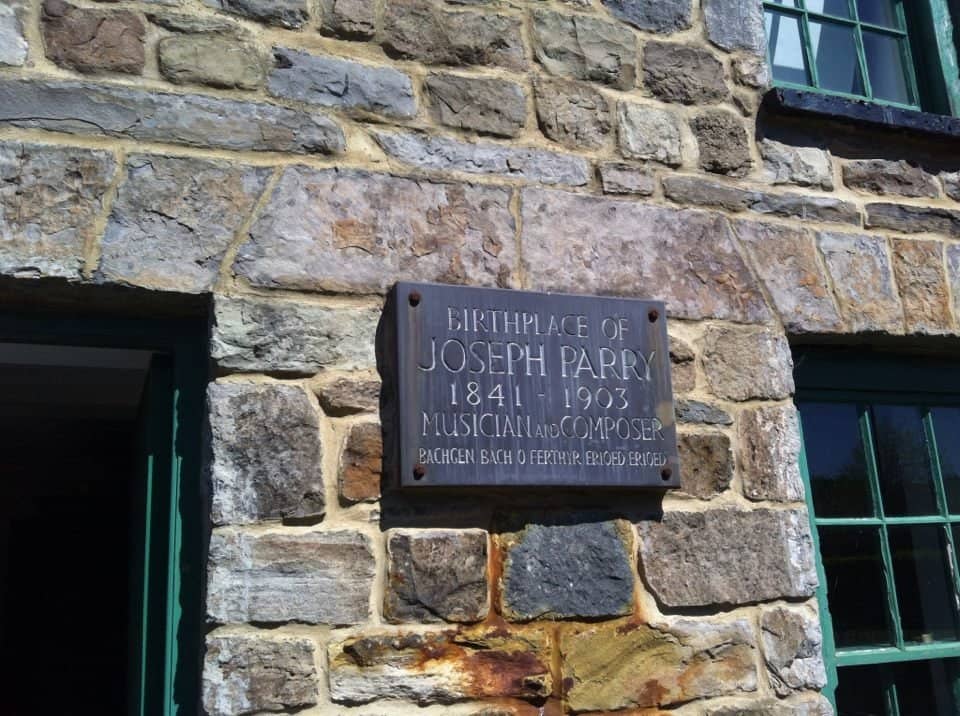 BIRTHPLACE OF
JOSEPH PARRY
1841 - 1903
MUSICIAN AND COMPOSER
BACHGEN BACH O FERTHYR ERIOED ERIOED